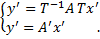 {y′ = T⁻¹A Tx′
{y′ = A′x′ ,